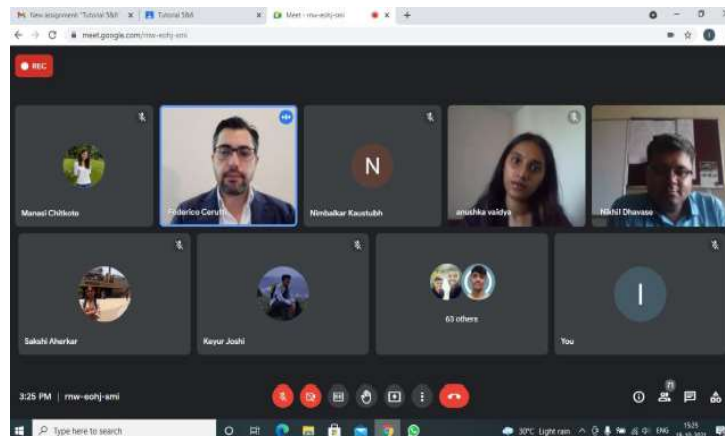 New assignment: "Tutorial 5&6
Tutorial 5&6
Meet - rnw-eohj-smi
meet.google.com/rnw-eohj-smi
REC
Manasi Chitkote
Federico Cerutti
N
Nimbalkar Kaustubh
anushka vaidya
Nikhil Dhavase
Sakshi Aherkar
Keyur Joshi
63 others
I
You
3:25 PM | rnw-eohj-smi
71
Type here to search
30°C Light rain
ENG
15:25